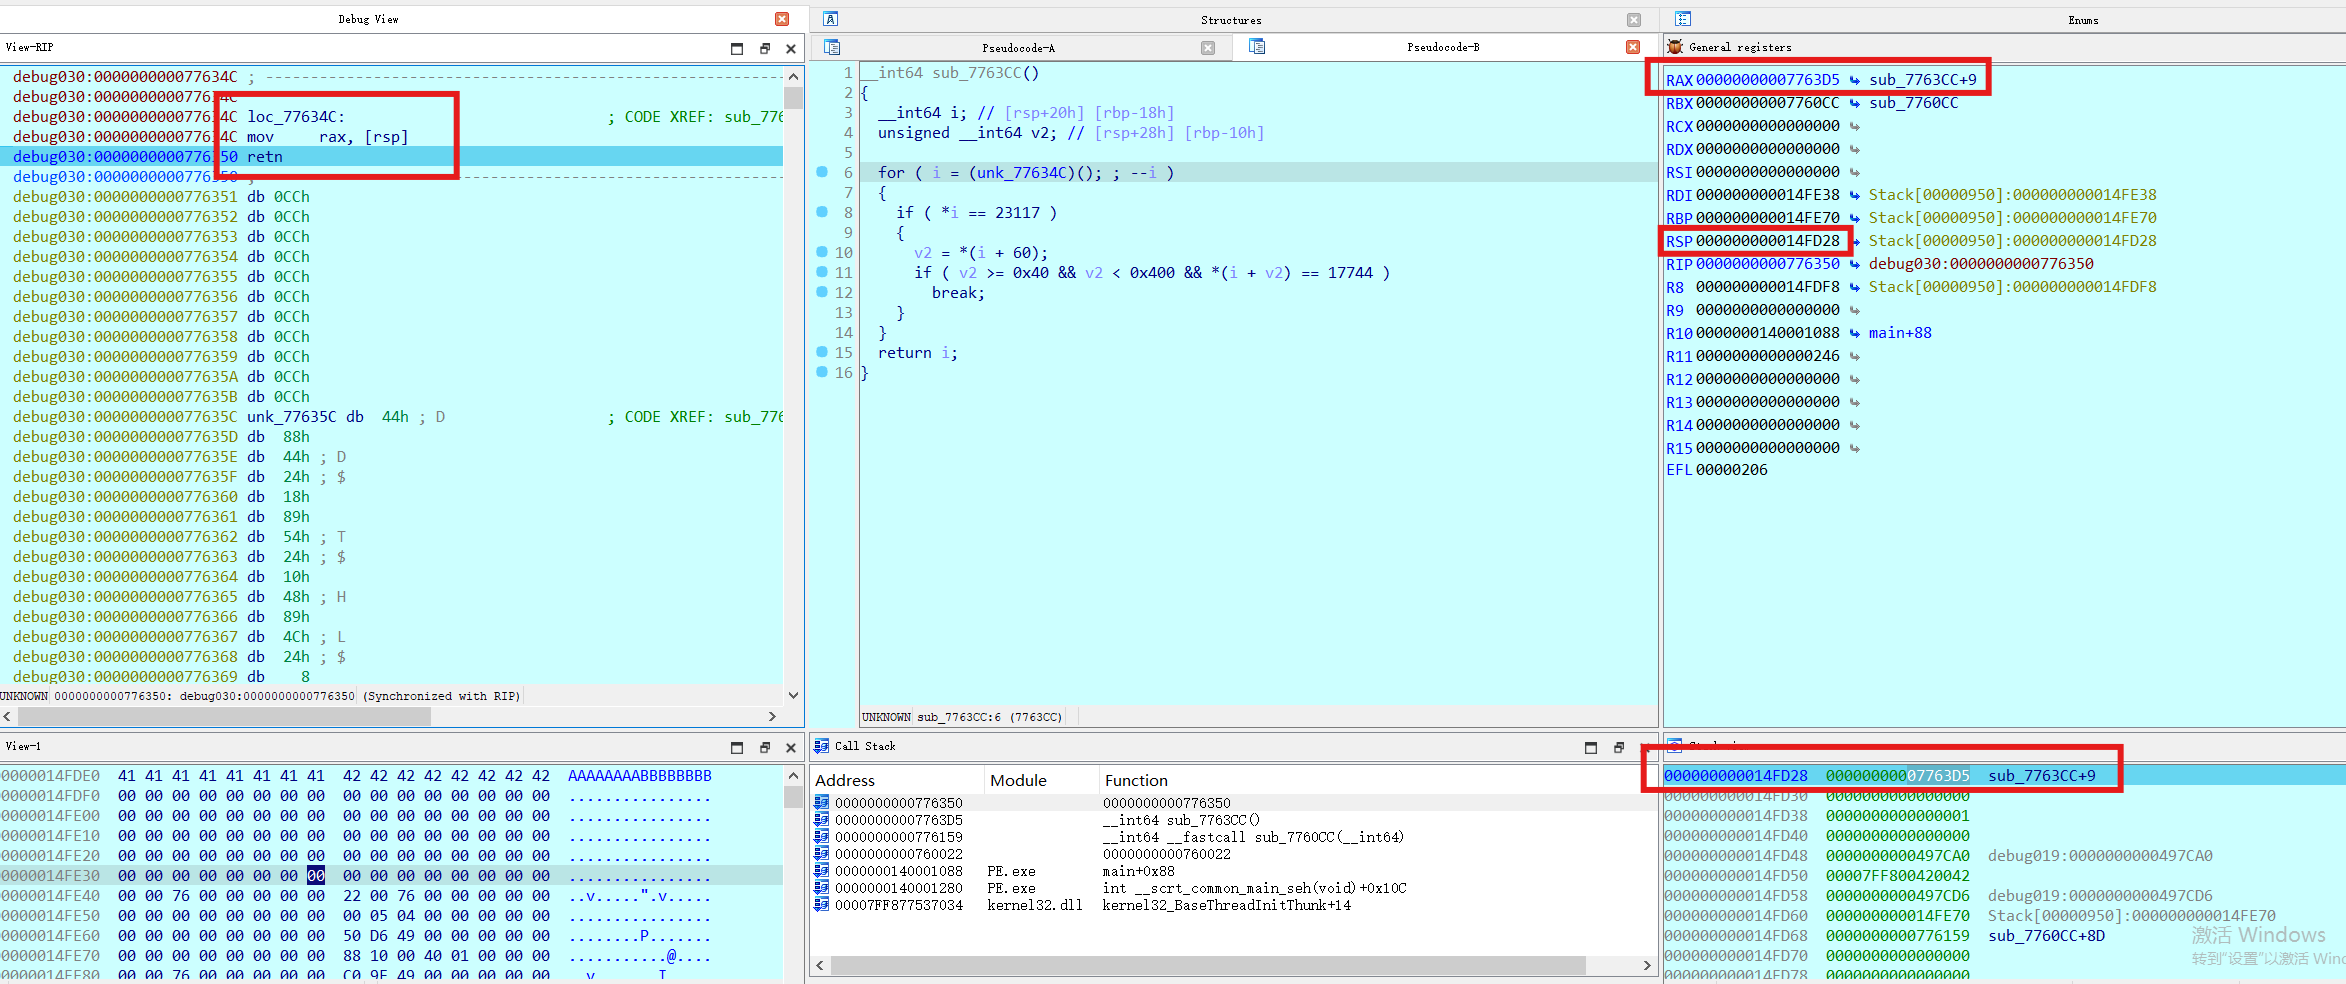 Debug View
Structures
Enums
View-RIP
Pseudocode-A
Pseudocode-B
General registers
debug030:000000000077634C ; ----------------------------------------------------------
debug030:000000000077634C
debug030:000000000077634C loc_77634C: ; CODE XREF: sub_776
debug030:000000000077634C mov rax, [rsp]
debug030:0000000000776350 retn
debug030:0000000000776350 ; ----------------------------------------------------------
debug030:0000000000776351 db 0CCh
debug030:0000000000776352 db 0CCh
debug030:0000000000776353 db 0CCh
debug030:0000000000776354 db 0CCh
debug030:0000000000776355 db 0CCh
debug030:0000000000776356 db 0CCh
debug030:0000000000776357 db 0CCh
debug030:0000000000776358 db 0CCh
debug030:0000000000776359 db 0CCh
debug030:000000000077635A db 0CCh
debug030:000000000077635B db 0CCh
debug030:000000000077635C unk_77635C db 44h ; D ; CODE XREF: sub_776
debug030:000000000077635D db 88h
debug030:000000000077635E db 44h ; D
debug030:000000000077635F db 24h ; $
debug030:0000000000776360 db 18h
debug030:0000000000776361 db 89h
debug030:0000000000776362 db 54h ; T
debug030:0000000000776363 db 24h ; $
debug030:0000000000776364 db 10h
debug030:0000000000776365 db 48h ; H
debug030:0000000000776366 db 89h
debug030:0000000000776367 db 4Ch ; L
debug030:0000000000776368 db 24h ; $
debug030:0000000000776369 db 8
UNKNOWN 0000000000776350: debug030:0000000000776350 (Synchronized with RIP)
1 __int64 sub_7763CC()
2 {
3 __int64 i; // [rsp+20h] [rbp-18h]
4 unsigned __int64 v2; // [rsp+28h] [rbp-10h]
5
6 for ( i = (unk_77634C)(); ; --i )
7 {
8 if ( *i == 23117 )
9 {
10 v2 = *(i + 60);
11 if ( v2 >= 0x40 && v2 < 0x400 && *(i + v2) == 17744 )
12 break;
13 }
14 }
15 return i;
16 }
UNKNOWN sub_7763CC:6 (7763CC)
RAX 00000000007763D5 sub_7763CC+9
RBX 00000000007760CC sub_7760CC
RCX 0000000000000000
RDX 0000000000000000
RSI 0000000000000000
RDI 000000000014FE38 Stack[00000950]:000000000014FE38
RBP 000000000014FE70 Stack[00000950]:000000000014FE70
RSP 000000000014FD28 Stack[00000950]:000000000014FD28
RIP 0000000000776350 debug030:0000000000776350
R8 000000000014FDF8 Stack[00000950]:000000000014FDF8
R9 0000000000000000
R10 0000000140001088 main+88
R11 0000000000000246
R12 0000000000000000
R13 0000000000000000
R14 0000000000000000
R15 0000000000000000
EFL 00000206
View-1
0000014FDE0 41 41 41 41 41 41 41 41 42 42 42 42 42 42 42 42 AAAAAAAABBBBBBBB
0000014FDF0 00 00 00 00 00 00 00 00 00 00 00 00 00 00 00 00 ................
0000014FE00 00 00 00 00 00 00 00 00 00 00 00 00 00 00 00 00 ................
0000014FE10 00 00 00 00 00 00 00 00 00 00 00 00 00 00 00 00 ................
0000014FE20 00 00 00 00 00 00 00 00 00 00 00 00 00 00 00 00 ................
0000014FE30 00 00 00 00 00 00 00 00 00 00 00 00 00 00 00 00 ................
0000014FE40 00 00 76 00 00 00 00 00 22 00 76 00 00 00 00 00 ..v.....".v.....
0000014FE50 00 00 00 00 00 00 00 00 00 05 04 00 00 00 00 00 ................
0000014FE60 00 00 00 00 00 00 00 00 50 D6 49 00 00 00 00 00 ........P.......
0000014FE70 00 00 00 00 00 00 00 00 88 10 00 40 01 00 00 00 ...........@....
0000014FE80 00 00 76 00 00 00 00 00 C0 9F 49 00 00 00 00 00 ..v.......I.....
Call Stack
Address Module Function
0000000000776350 0000000000776350
00000000007763D5 __int64 sub_7763CC()
0000000000776159 __int64 __fastcall sub_7760CC(__int64)
0000000000760022 0000000000760022
0000000140001088 PE.exe main+0x88
0000000140001280 PE.exe int __scrt_common_main_seh(void)+0x10C
00007FF877537034 kernel32.dll kernel32_BaseThreadInitThunk+14
000000000014FD28 00000000007763D5 sub_7763CC+9
000000000014FD30 0000000000000000
000000000014FD38 0000000000000001
000000000014FD40 0000000000000000
000000000014FD48 0000000000497CA0 debug019:0000000000497CA0
000000000014FD50 00007FF800420042
000000000014FD58 0000000000497CD6 debug019:0000000000497CD6
000000000014FD60 000000000014FE70 Stack[00000950]:000000000014FE70
000000000014FD68 0000000000776159 sub_7760CC+8D
000000000014FD70 0000000000000000
000000000014FD78 0000000000000000
激活 Windows
转到"设置"以激活 Win